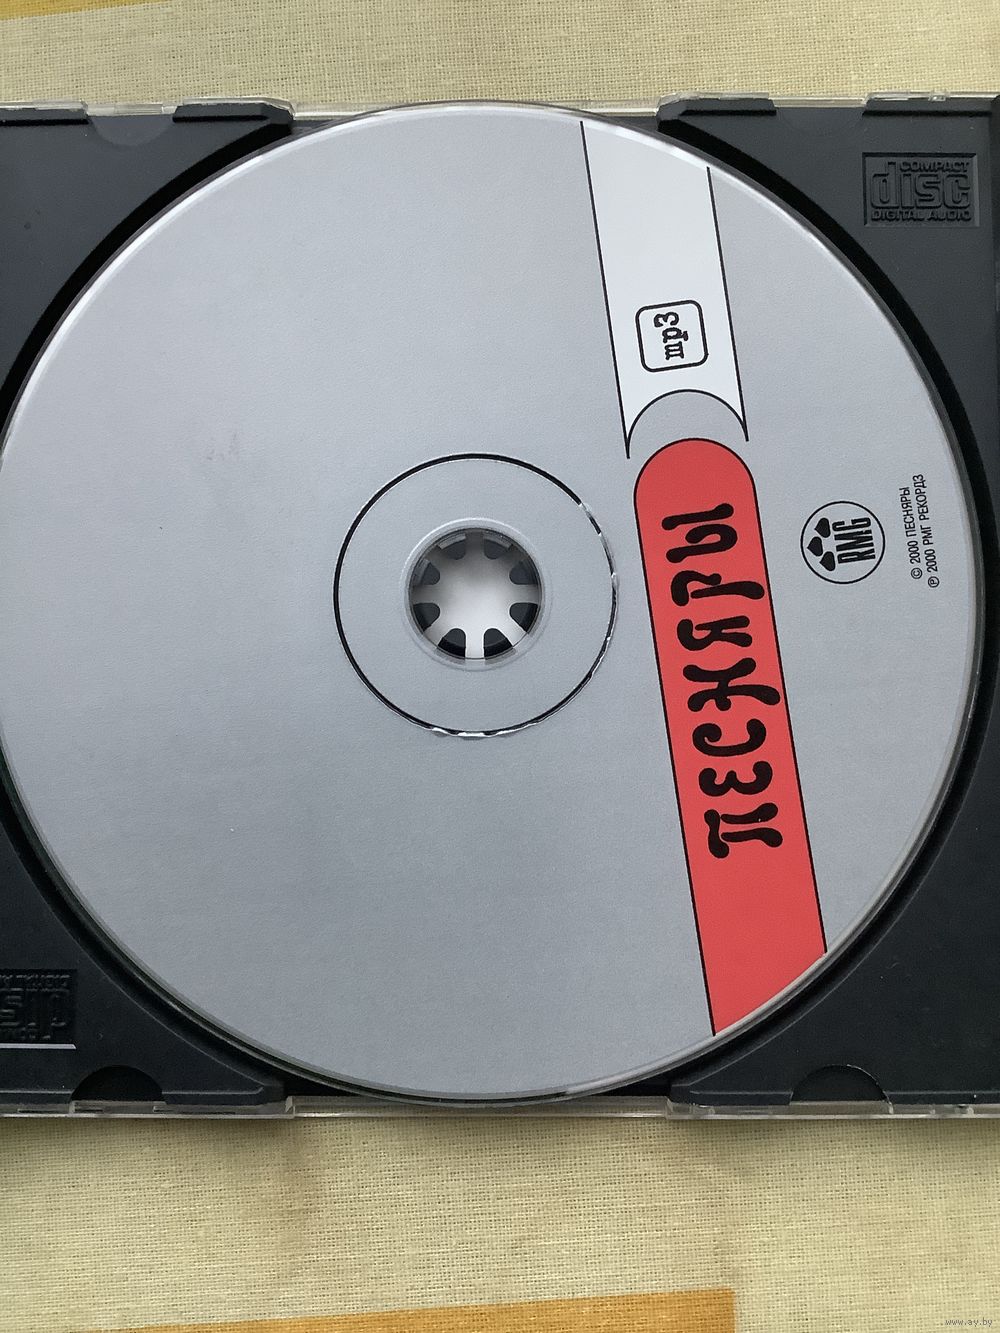 COMPACT
disc
DIGITAL AUDIO
mp3
ПЕСНЯРЫ
RMG
© 2000 ПЕСНЯРЫ
℗ 2000 РМГ РЕКОРДЗ
www.ay.by